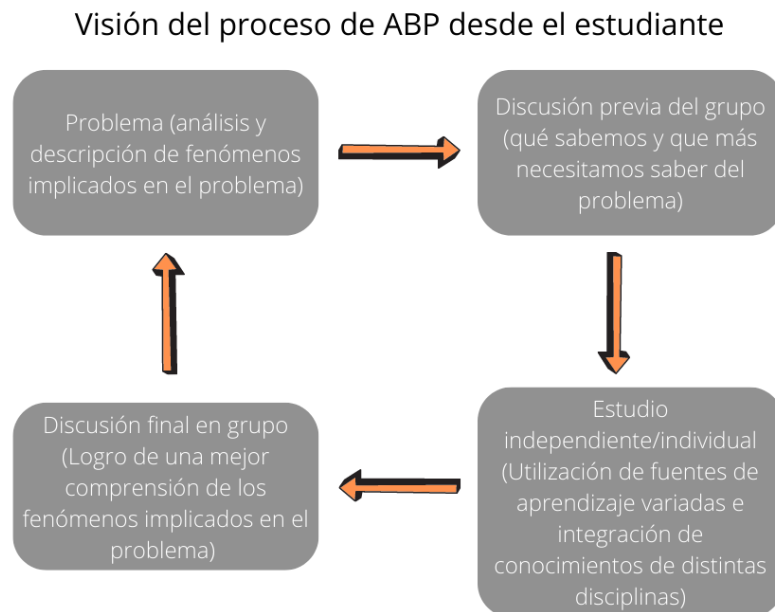 Visión del proceso de ABP desde el estudiante
Problema (análisis y
descripción de fenómenos
implicados en el problema)
Discusión previa del grupo
(qué sabemos y que más
necesitamos saber del
problema)
Estudio
independiente/individual
(Utilización de fuentes de
aprendizaje variadas e
integración de
conocimientos de distintas
disciplinas)
Discusión final en grupo
(Logro de una mejor
comprensión de los
fenómenos implicados en el
problema)